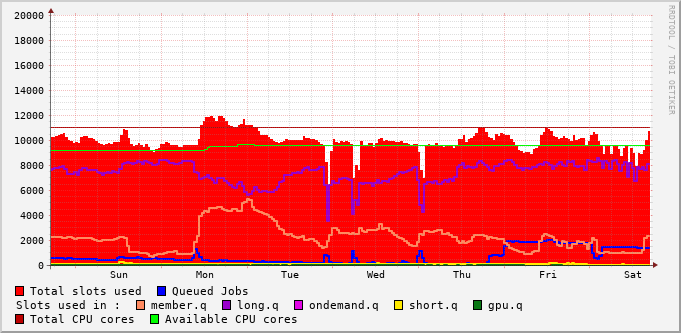 RRDTOOL / TOBI OETIKER
20000
18000
16000
14000
12000
10000
8000
6000
4000
2000
0
Sun Mon Tue Wed Thu Fri Sat
Total slots used Queued Jobs
Slots used in : member.q long.q ondemand.q short.q gpu.q
Total CPU cores Available CPU cores